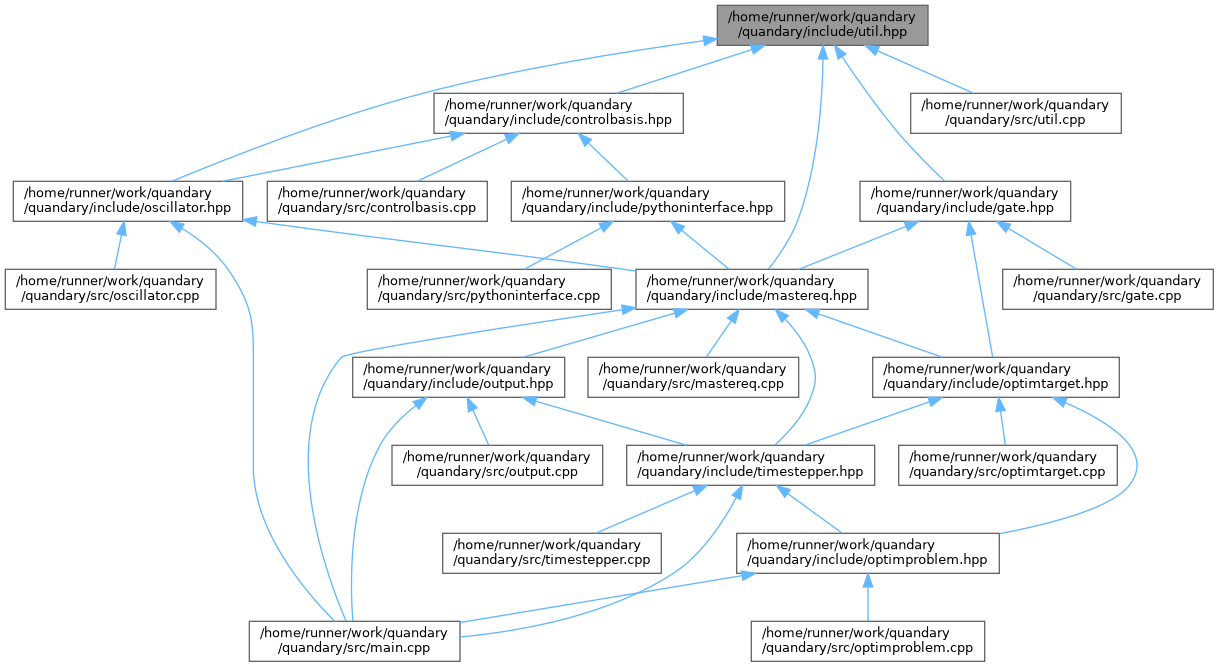 /home/runner/work/quandary
/quandary/include/util.hpp
/home/runner/work/quandary
/quandary/include/controlbasis.hpp
/home/runner/work/quandary
/quandary/src/util.cpp
/home/runner/work/quandary
/quandary/include/oscillator.hpp
/home/runner/work/quandary
/quandary/src/controlbasis.cpp
/home/runner/work/quandary
/quandary/include/pythoninterface.hpp
/home/runner/work/quandary
/quandary/include/gate.hpp
/home/runner/work/quandary
/quandary/src/oscillator.cpp
/home/runner/work/quandary
/quandary/src/pythoninterface.cpp
/home/runner/work/quandary
/quandary/include/mastereq.hpp
/home/runner/work/quandary
/quandary/src/gate.cpp
/home/runner/work/quandary
/quandary/include/output.hpp
/home/runner/work/quandary
/quandary/src/mastereq.cpp
/home/runner/work/quandary
/quandary/include/optimtarget.hpp
/home/runner/work/quandary
/quandary/src/output.cpp
/home/runner/work/quandary
/quandary/include/timestepper.hpp
/home/runner/work/quandary
/quandary/src/optimtarget.cpp
/home/runner/work/quandary
/quandary/src/timestepper.cpp
/home/runner/work/quandary
/quandary/include/optimproblem.hpp
/home/runner/work/quandary
/quandary/src/main.cpp
/home/runner/work/quandary
/quandary/src/optimproblem.cpp